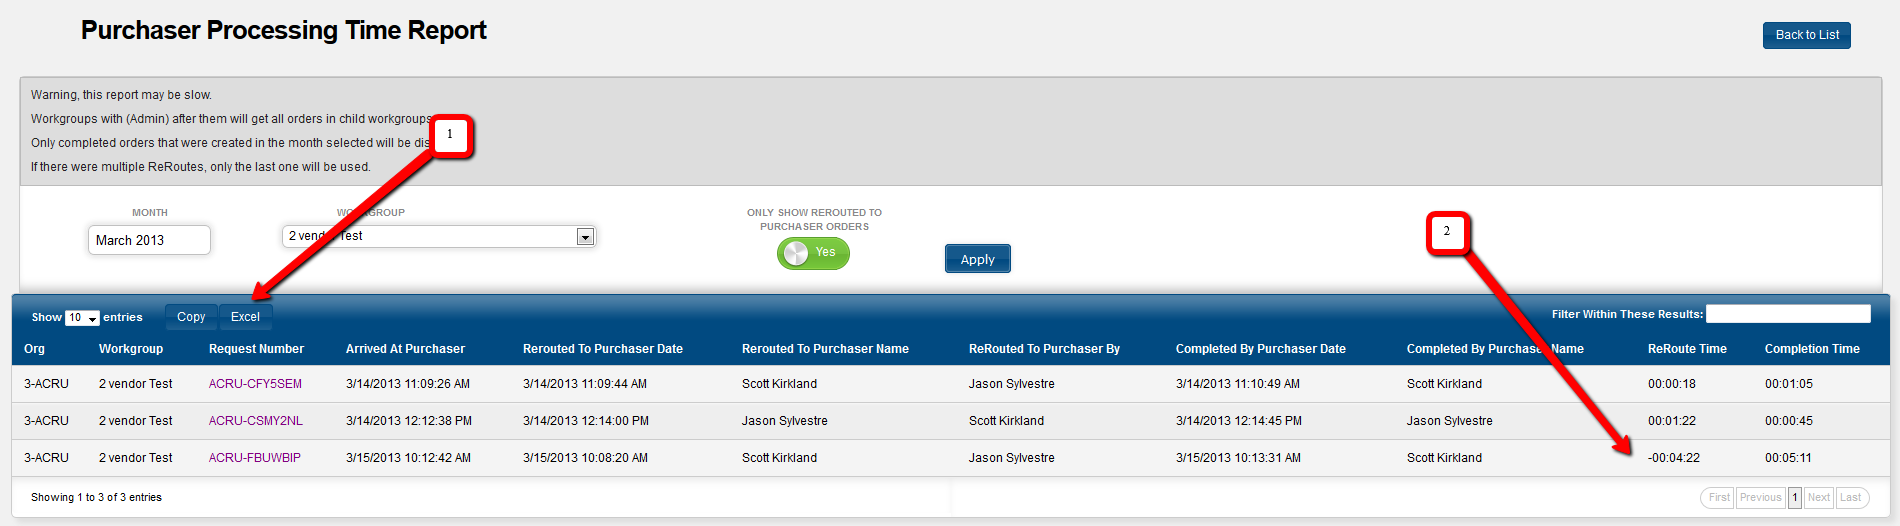 Purchaser Processing Time Report
Back to List
Warning, this report may be slow.
Workgroups with (Admin) after them will get all orders in child workgroups
Only completed orders that were created in the month selected will be dis
If there were multiple ReRoutes, only the last one will be used.
1
MONTH
March 2013
WORKGROUP
2 vendor Test
ONLY SHOW REROUTED TO
PURCHASER ORDERS
Yes
Apply
2
Show 10 entries
Copy Excel
Filter Within These Results:
Org Workgroup Request Number Arrived At Purchaser Rerouted To Purchaser Date Rerouted To Purchaser Name ReRouted To Purchaser By Completed By Purchaser Date Completed By Purchaser Name ReRoute Time Completion Time
3-ACRU 2 vendor Test ACRU-CFY5SEM 3/14/2013 11:09:26 AM 3/14/2013 11:09:44 AM Scott Kirkland Jason Sylvestre 3/14/2013 11:10:49 AM Scott Kirkland 00:00:18 00:01:05
3-ACRU 2 vendor Test ACRU-CSMY2NL 3/14/2013 12:12:38 PM 3/14/2013 12:14:00 PM Jason Sylvestre Scott Kirkland 3/14/2013 12:14:45 PM Jason Sylvestre 00:01:22 00:00:45
3-ACRU 2 vendor Test ACRU-FBUWBIP 3/15/2013 10:12:42 AM 3/15/2013 10:08:20 AM Scott Kirkland Jason Sylvestre 3/15/2013 10:13:31 AM Scott Kirkland -00:04:22 00:05:11
Showing 1 to 3 of 3 entries
First Previous 1 Next Last